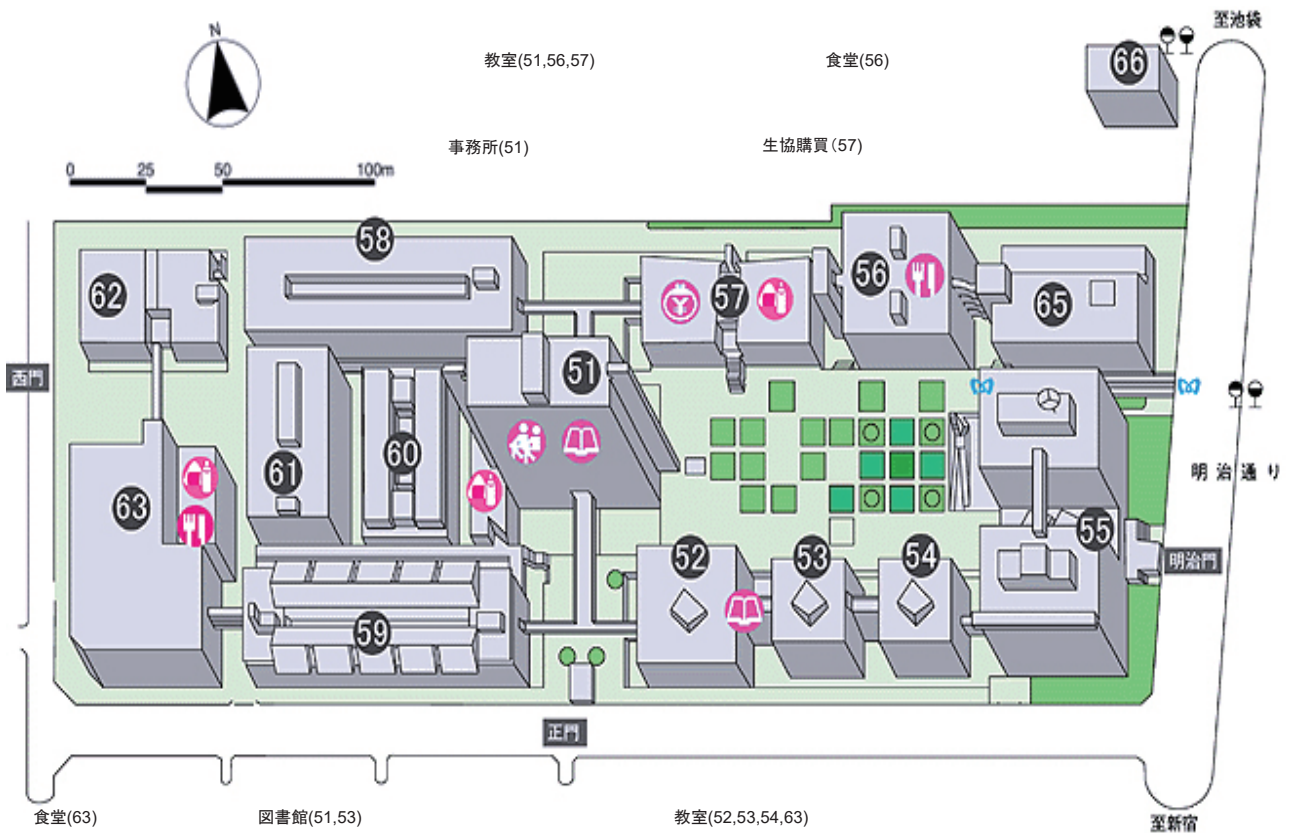 至池袋
N
教室(51,56,57)
食堂(56)
66
事務所(51)
生協購買(57)
0 25 50 100m
58
62
57
56
65
51
西門
60
61
63
明治通り
55
52
53
54
明治門
59
正門
食堂(63)
図書館(51,53)
教室(52,53,54,63)
至新宿